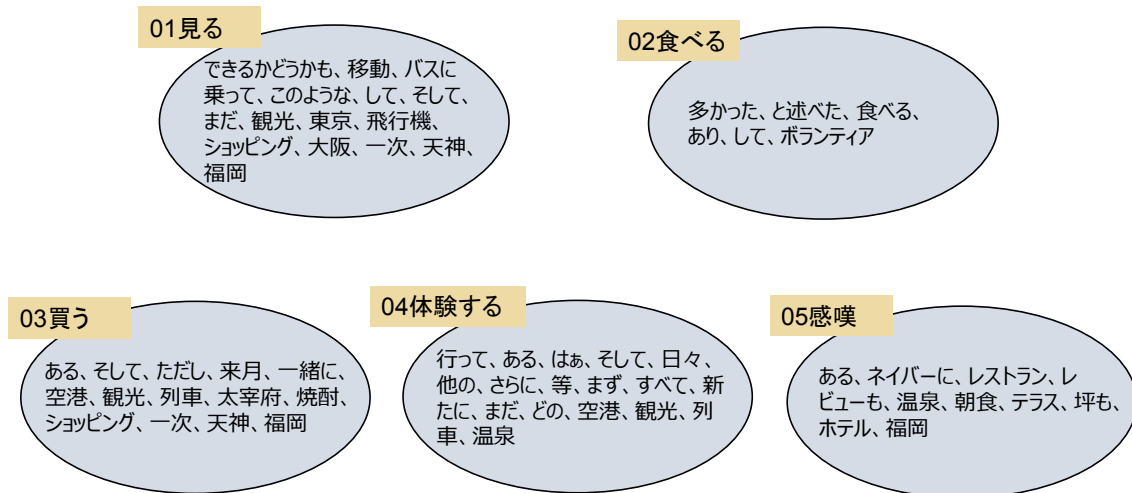 01見る
できるかどうかも、移動、バスに
乗って、このような、して、そして、
まだ、観光、東京、飛行機、
ショッピング、大阪、一次、天神、
福岡
02食べる
多かった、と述べた、食べる、
あり、して、ボランティア
03買う
ある、そして、ただし、来月、一緒に、
空港、観光、列車、太宰府、焼酎、
ショッピング、一次、天神、福岡
04体験する
行って、ある、はぁ、そして、日々、
他の、さらに、等、まず、すべて、新
たに、まだ、どの、空港、観光、列
車、温泉
05感嘆
ある、ネイバーに、レストラン、レ
ビューも、温泉、朝食、テラス、坪も、
ホテル、福岡